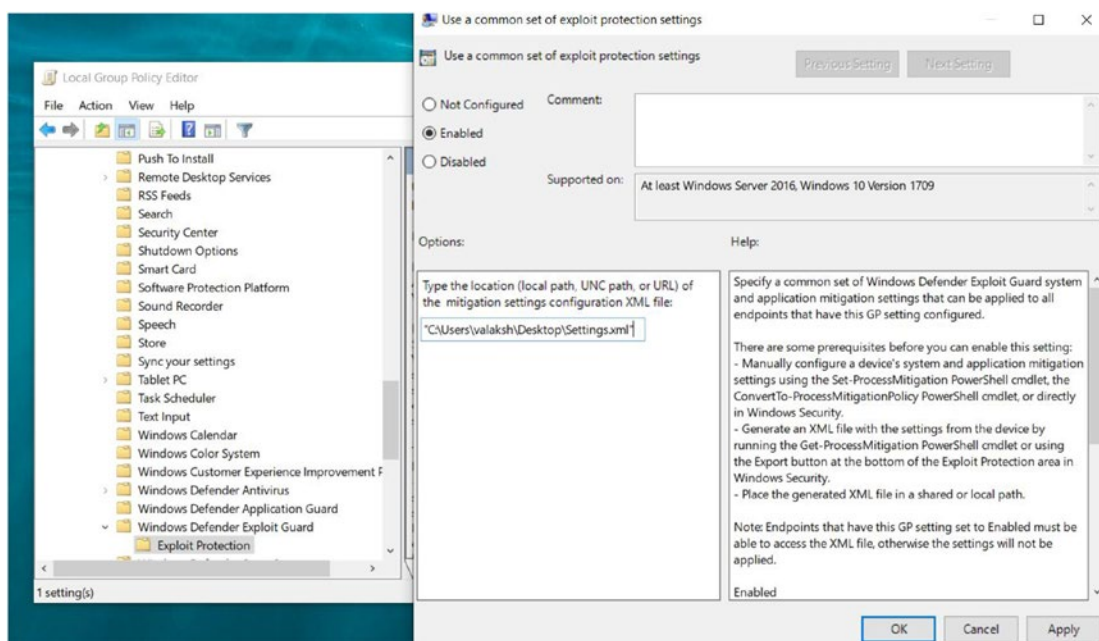 Local Group Policy Editor
File Action View Help
Push To Install
Remote Desktop Services
RSS Feeds
Search
Security Center
Shutdown Options
Smart Card
Software Protection Platform
Sound Recorder
Speech
Store
Sync your settings
Tablet PC
Task Scheduler
Text Input
Windows Calendar
Windows Color System
Windows Customer Experience Improvement P
Windows Defender Antivirus
Windows Defender Application Guard
Windows Defender Exploit Guard
Exploit Protection
1 setting(s)
Use a common set of exploit protection settings
Use a common set of exploit protection settings
Previous Setting Next Setting
Not Configured
Enabled
Disabled
Comment:
Supported on:
At least Windows Server 2016, Windows 10 Version 1709
Options:
Help:
Type the location (local path, UNC path, or URL) of
the mitigation settings configuration XML file:
"C:\Users\valaksh\Desktop\Settings.xml"
Specify a common set of Windows Defender Exploit Guard system
and application mitigation settings that can be applied to all
endpoints that have this GP setting configured.
There are some prerequisites before you can enable this setting:
- Manually configure a device's system and application mitigation
settings using the Set-ProcessMitigation PowerShell cmdlet, the
ConvertTo-ProcessMitigationPolicy PowerShell cmdlet, or directly
in Windows Security.
- Generate an XML file with the settings from the device by
running the Get-ProcessMitigation PowerShell cmdlet or using
the Export button at the bottom of the Exploit Protection area in
Windows Security.
- Place the generated XML file in a shared or local path.
Note: Endpoints that have this GP setting set to Enabled must be
able to access the XML file, otherwise the settings will not be
applied.
Enabled
OK Cancel Apply